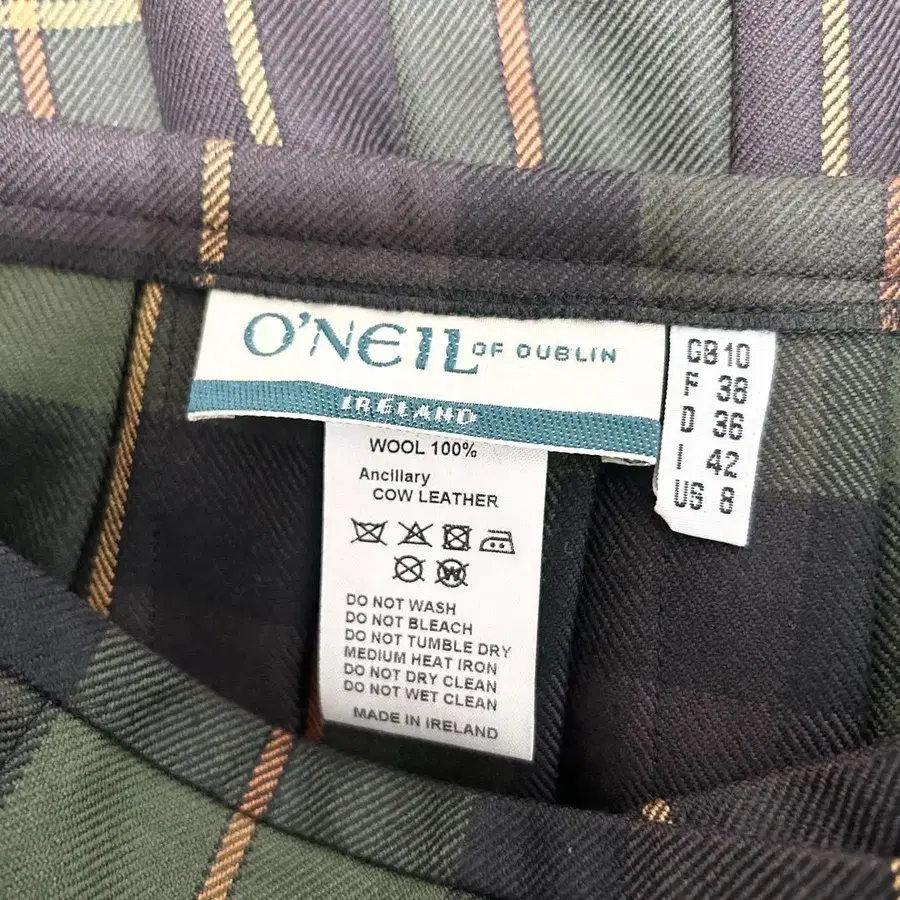 O'NEIL OF DUBLIN
IRELAND
GB 10
F 38
D 36
I 42
US 8
WOOL 100%
Ancillary
COW LEATHER
W
DO NOT WASH
DO NOT BLEACH
DO NOT TUMBLE DRY
MEDIUM HEAT IRON
DO NOT DRY CLEAN
DO NOT WET CLEAN
MADE IN IRELAND